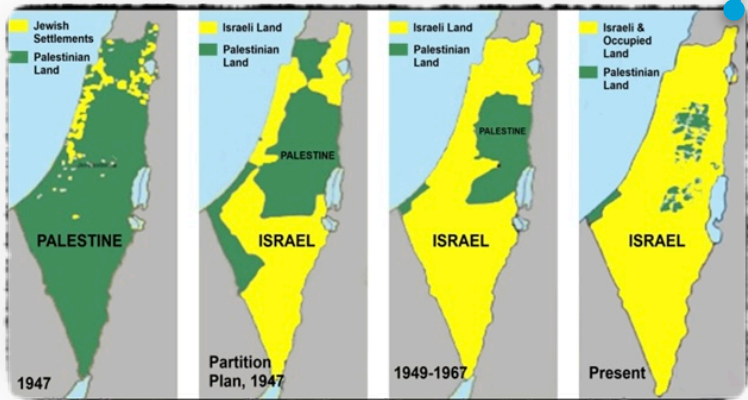 Jewish
Settlements
Palestinian
Land
PALESTINE
1947
Israeli Land
Palestinian
Land
PALESTINE
ISRAEL
Partition
Plan, 1947
Israeli Land
Palestinian
Land
PALESTINE
ISRAEL
1949-1967
Israeli &
Occupied
Land
Palestinian
Land
ISRAEL
Present